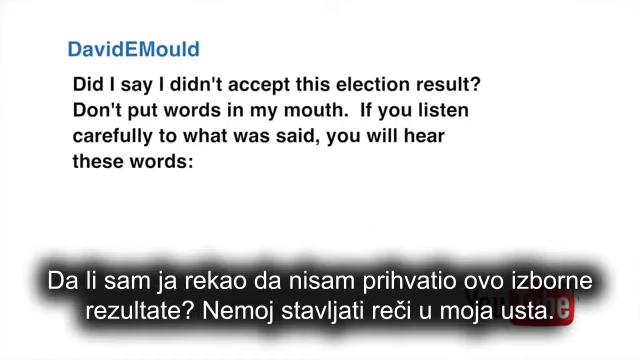 DavidEMould
Did I say I didn't accept this election result?
Don't put words in my mouth.  If you listen
carefully to what was said, you will hear
these words:
Da li sam ja rekao da nisam prihvatio ovo izborne
rezultate? Nemoj stavljati reči u moja usta.
YouTube